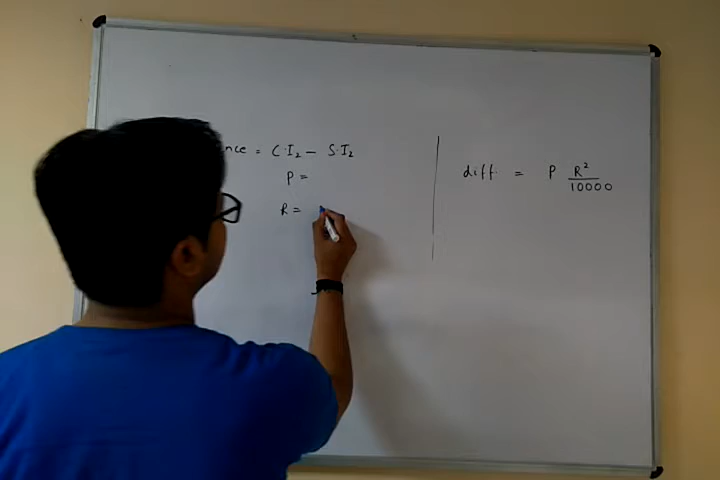 nce = C.I₂ – S.I₂
P =
R =
diff. = P R²/10000